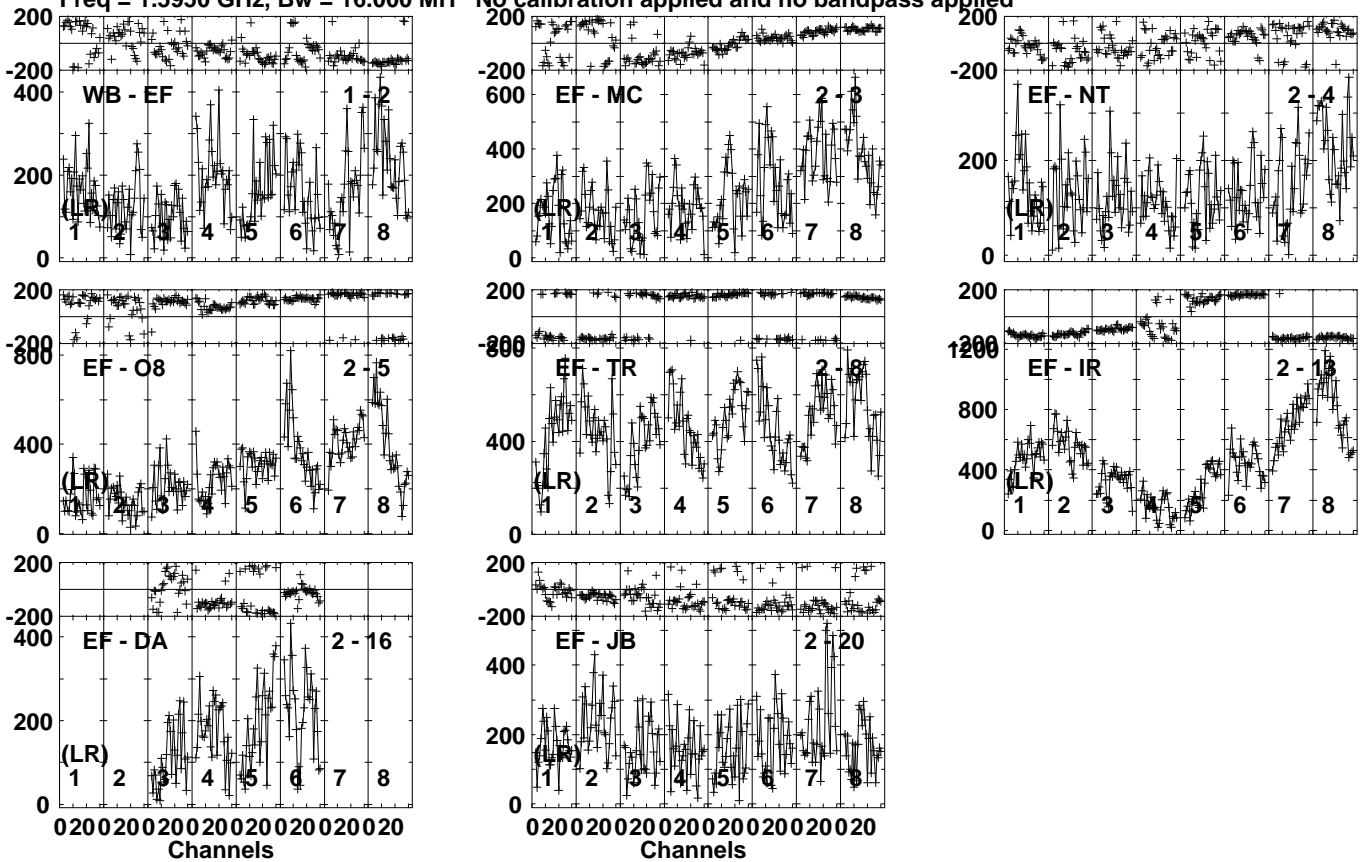 Freq = 1.5950 GHz, Bw = 16.000 MH No calibration applied and no bandpass applied
200 200 200
-200 -200 -200
WB - EF 1 - 2 EF - MC 2 - 3 EF - NT 2 - 4
400 600
400
200 200 200
(LR) (LR) (LR)
1 2 3 4 5 6 7 8 1 2 3 4 5 6 7 8 1 2 3 4 5 6 7 8
0 0 0
200 200 200
-200 -200 -200
800 800 1200
EF - O8 2 - 5 EF - TR 2 - 8 EF - IR 2 - 13
800
400 400 400
(LR) (LR) (LR)
1 2 3 4 5 6 7 8 1 2 3 4 5 6 7 8 1 2 3 4 5 6 7 8
0 0 0
200 200
-200 -200
EF - DA 2 - 16 EF - JB 2 - 20
400 400
200 200
(LR) (LR)
1 2 3 4 5 6 7 8 1 2 3 4 5 6 7 8
0 0
0 20 0 20 0 20 0 20 0 20 0 20 0 20 0 20 0 20 0 20 0 20 0 20 0 20 0 20 0 20 0 20
Channels Channels